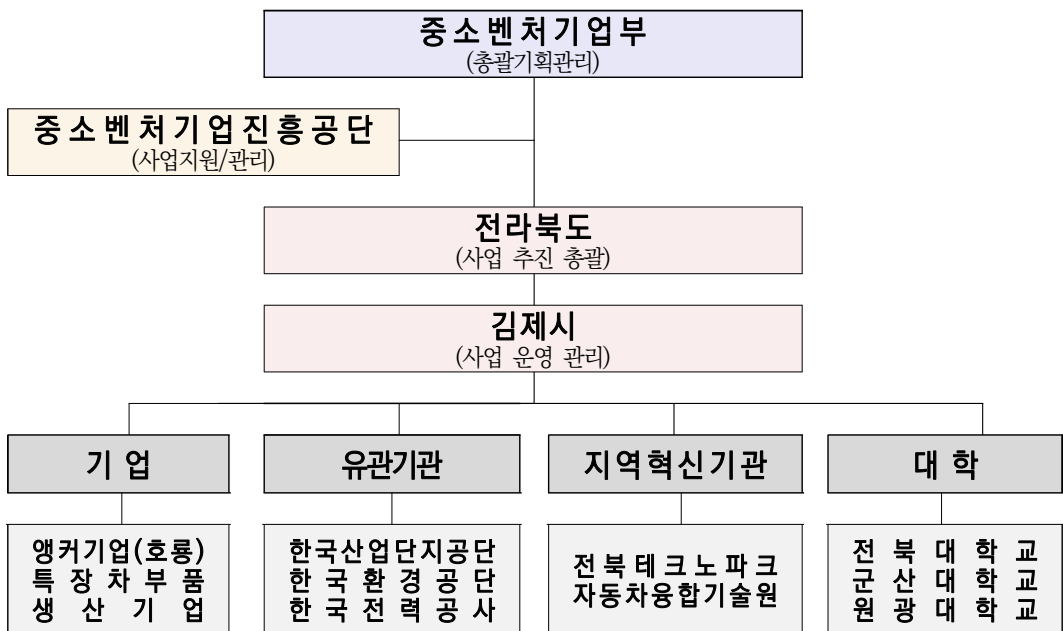 중소벤처기업부
(총괄기획관리)
중소벤처기업진흥공단
(사업지원/관리)
전라북도
(사업 추진 총괄)
김제시
(사업 운영 관리)
기업
앵커기업(호룡)
특장차부품
생산기업
유관기관
한국산업단지공단
한국환경공단
한국전력공사
지역혁신기관
전북테크노파크
자동차융합기술원
대학
전북대학교
군산대학교
원광대학교